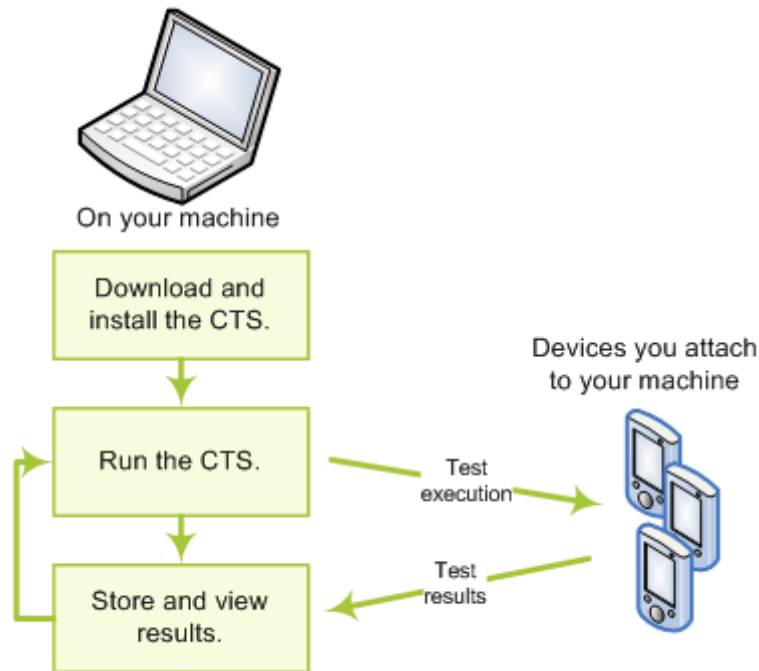 On your machine
Download and
install the CTS.
Devices you attach
to your machine
Run the CTS.
Test
execution
Store and view
results.
Test
results